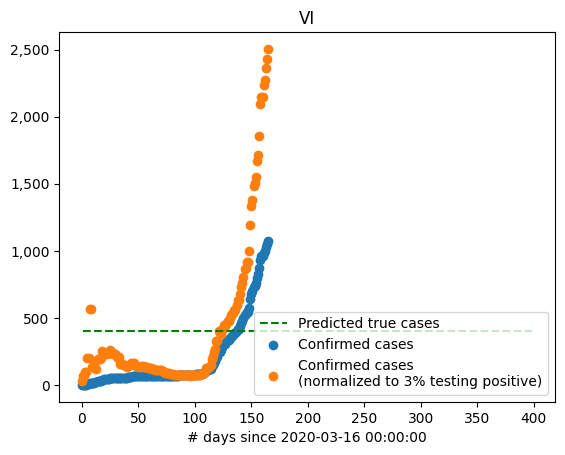 VI
2,500
2,000
1,500
1,000
500
0
Predicted true cases
Confirmed cases
Confirmed cases
(normalized to 3% testing positive)
0 50 100 150 200 250 300 350 400
# days since 2020-03-16 00:00:00